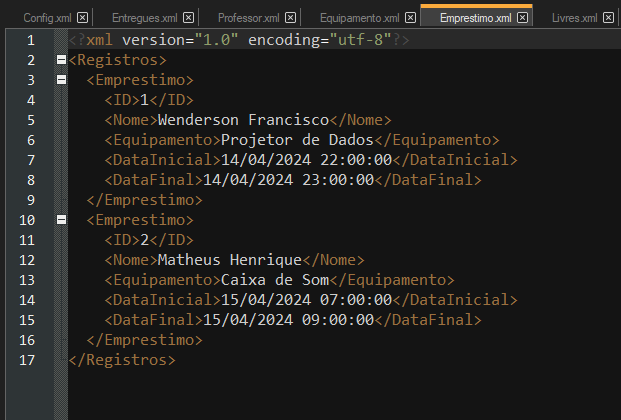 Config.xml Entregues.xml Professor.xml Equipamento.xml Emprestimo.xml Livres.xml
1 <?xml version="1.0" encoding="utf-8"?>
2 <Registros>
3 <Emprestimo>
4 <ID>1</ID>
5 <Nome>Wenderson Francisco</Nome>
6 <Equipamento>Projetor de Dados</Equipamento>
7 <DataInicial>14/04/2024 22:00:00</DataInicial>
8 <DataFinal>14/04/2024 23:00:00</DataFinal>
9 </Emprestimo>
10 <Emprestimo>
11 <ID>2</ID>
12 <Nome>Matheus Henrique</Nome>
13 <Equipamento>Caixa de Som</Equipamento>
14 <DataInicial>15/04/2024 07:00:00</DataInicial>
15 <DataFinal>15/04/2024 09:00:00</DataFinal>
16 </Emprestimo>
17 </Registros>